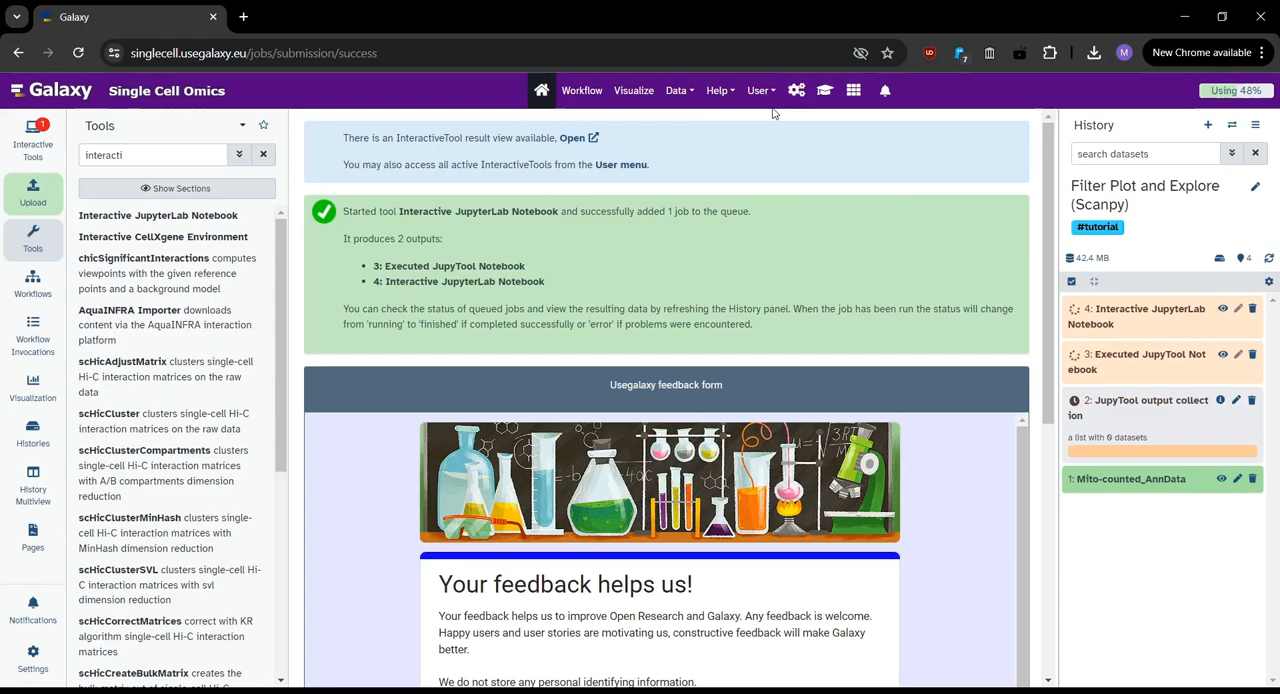 Galaxy
singlecell.usegalaxy.eu/jobs/submission/success
7
M
New Chrome available
Galaxy
Single Cell Omics
Workflow
Visualize
Data
Help
User
Using 48%
1
Interactive
Tools
Upload
Tools
Workflows
Workflow
Invocations
Visualization
Histories
History
Multiview
Pages
Notifications
Settings
Tools
interacti
Show Sections
Interactive JupyterLab Notebook
Interactive CellXgene Environment
chicSignificantInteractions computes
viewpoints with the given reference
points and a background model
AquaINFRA Importer downloads
content via the AquaINFRA interaction
platform
scHicAdjustMatrix clusters single-cell
Hi-C interaction matrices on the raw
data
scHicCluster clusters single-cell Hi-C
interaction matrices on the raw data
scHicClusterCompartments clusters
single-cell Hi-C interaction matrices
with A/B compartments dimension
reduction
scHicClusterMinHash clusters single-
cell Hi-C interaction matrices with
MinHash dimension reduction
scHicClusterSVL clusters single-cell Hi-
C interaction matrices with svl
dimension reduction
scHicCorrectMatrices correct with KR
algorithm single-cell Hi-C interaction
matrices
scHicCreateBulkMatrix creates the
There is an InteractiveTool result view available, Open
You may also access all active InteractiveTools from the User menu.
Started tool Interactive JupyterLab Notebook and successfully added 1 job to the queue.
It produces 2 outputs:
• 3: Executed JupyTool Notebook
• 4: Interactive JupyterLab Notebook
You can check the status of queued jobs and view the resulting data by refreshing the History panel. When the job has been run the status will change
from 'running' to 'finished' if completed successfully or 'error' if problems were encountered.
Usegalaxy feedback form
Your feedback helps us!
Your feedback helps us to improve Open Research and Galaxy. Any feedback is welcome.
Happy users and user stories are motivating us, constructive feedback will make Galaxy
better.
We do not store any personal identifying information.
History
search datasets
Filter Plot and Explore
(Scanpy)
#tutorial
42.4 MB
4
4: Interactive JupyterLab
Notebook
3: Executed JupyTool Not
ebook
2: JupyTool output collect
ion
a list with 0 datasets
1: Mito-counted_AnnData